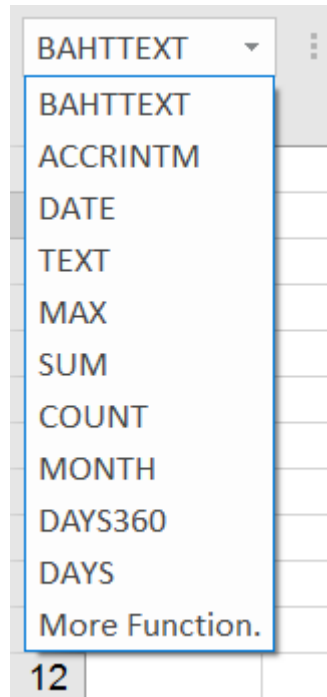 BAHTTEXT
BAHTTEXT
ACCRINTM
DATE
TEXT
MAX
SUM
COUNT
MONTH
DAYS360
DAYS
More Function.
12